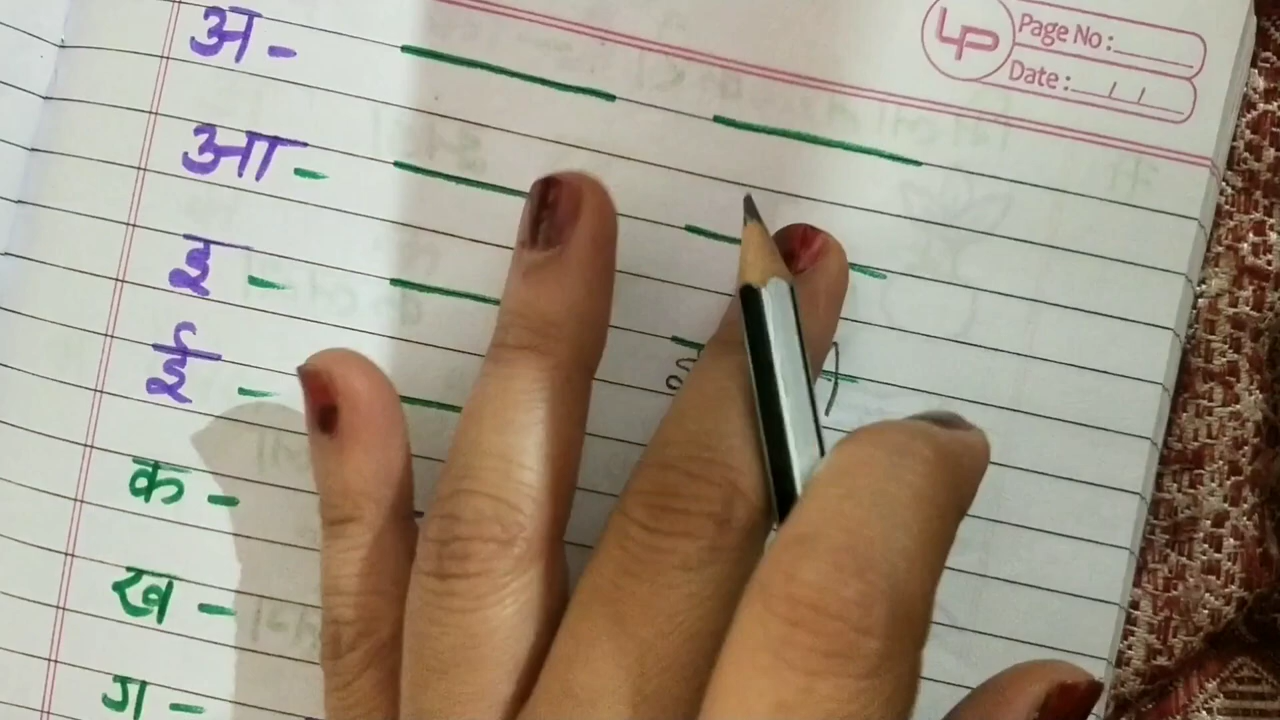 Page No :
Date :
अ -
आ -
इ -
ई -
क -
ख -
ग -